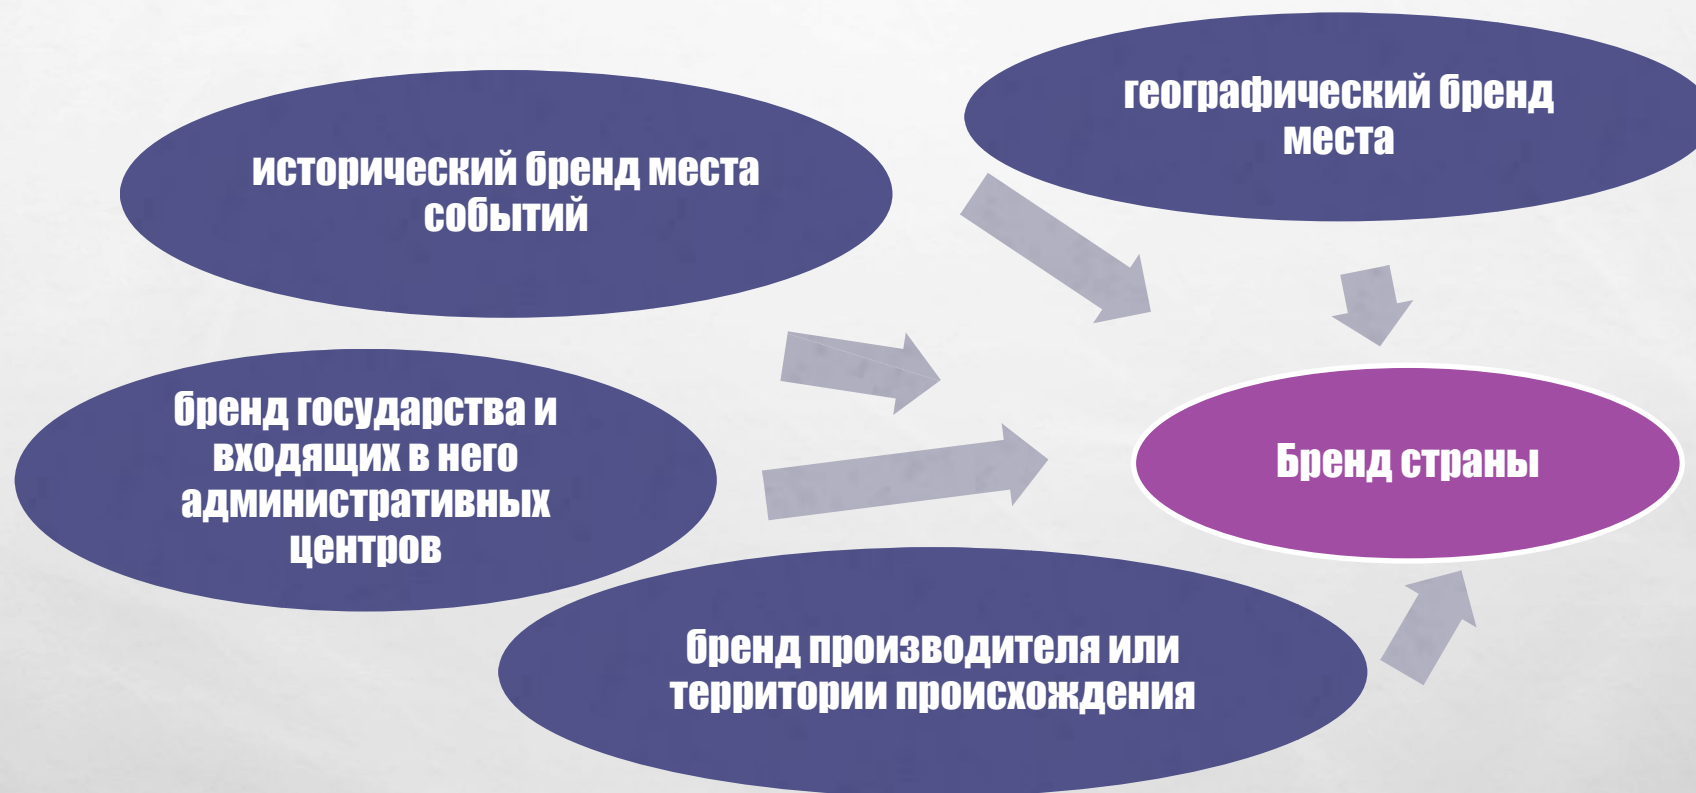 географический бренд
места
исторический бренд места
событий
бренд государства и
входящих в него
административных
центров
Бренд страны
бренд производителя или
территории происхождения